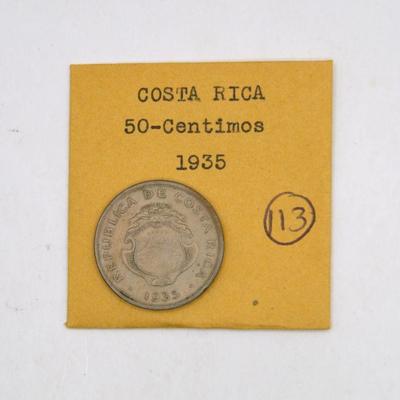 COSTA RICA
50-Centimos
1935
113
REPUBLICA DE COSTA RICA
1935